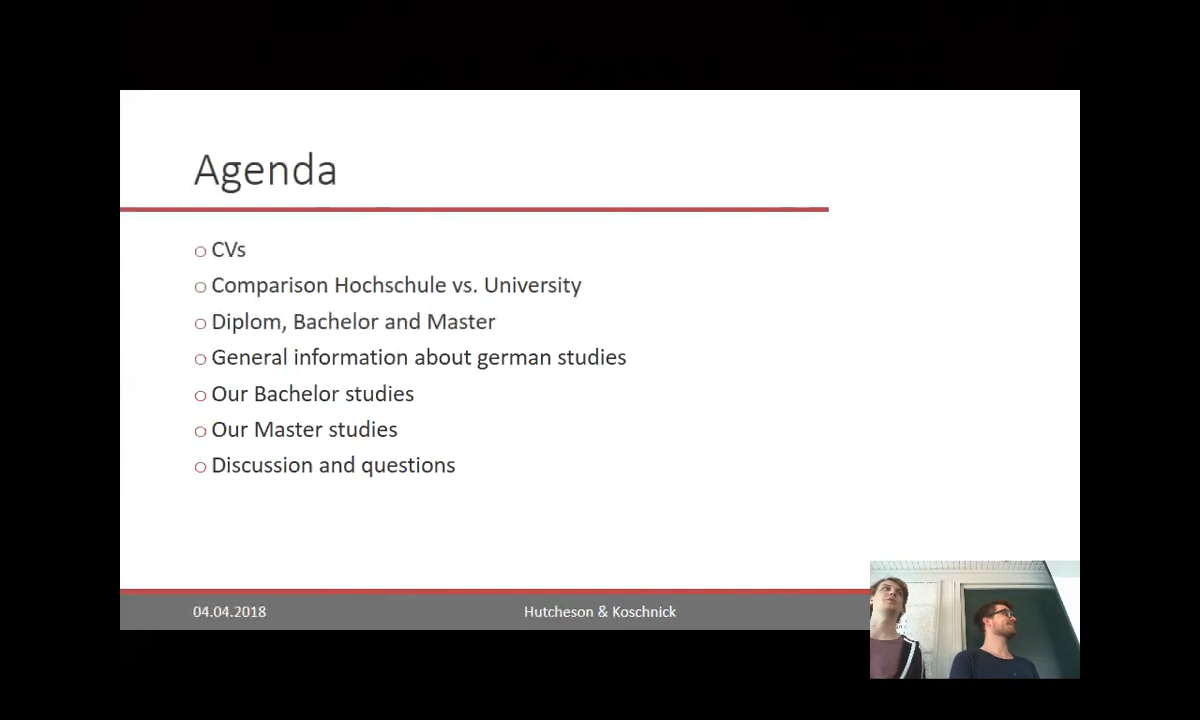 Agenda
CVs
Comparison Hochschule vs. University
Diplom, Bachelor and Master
General information about german studies
Our Bachelor studies
Our Master studies
Discussion and questions
04.04.2018
Hutcheson & Koschnick